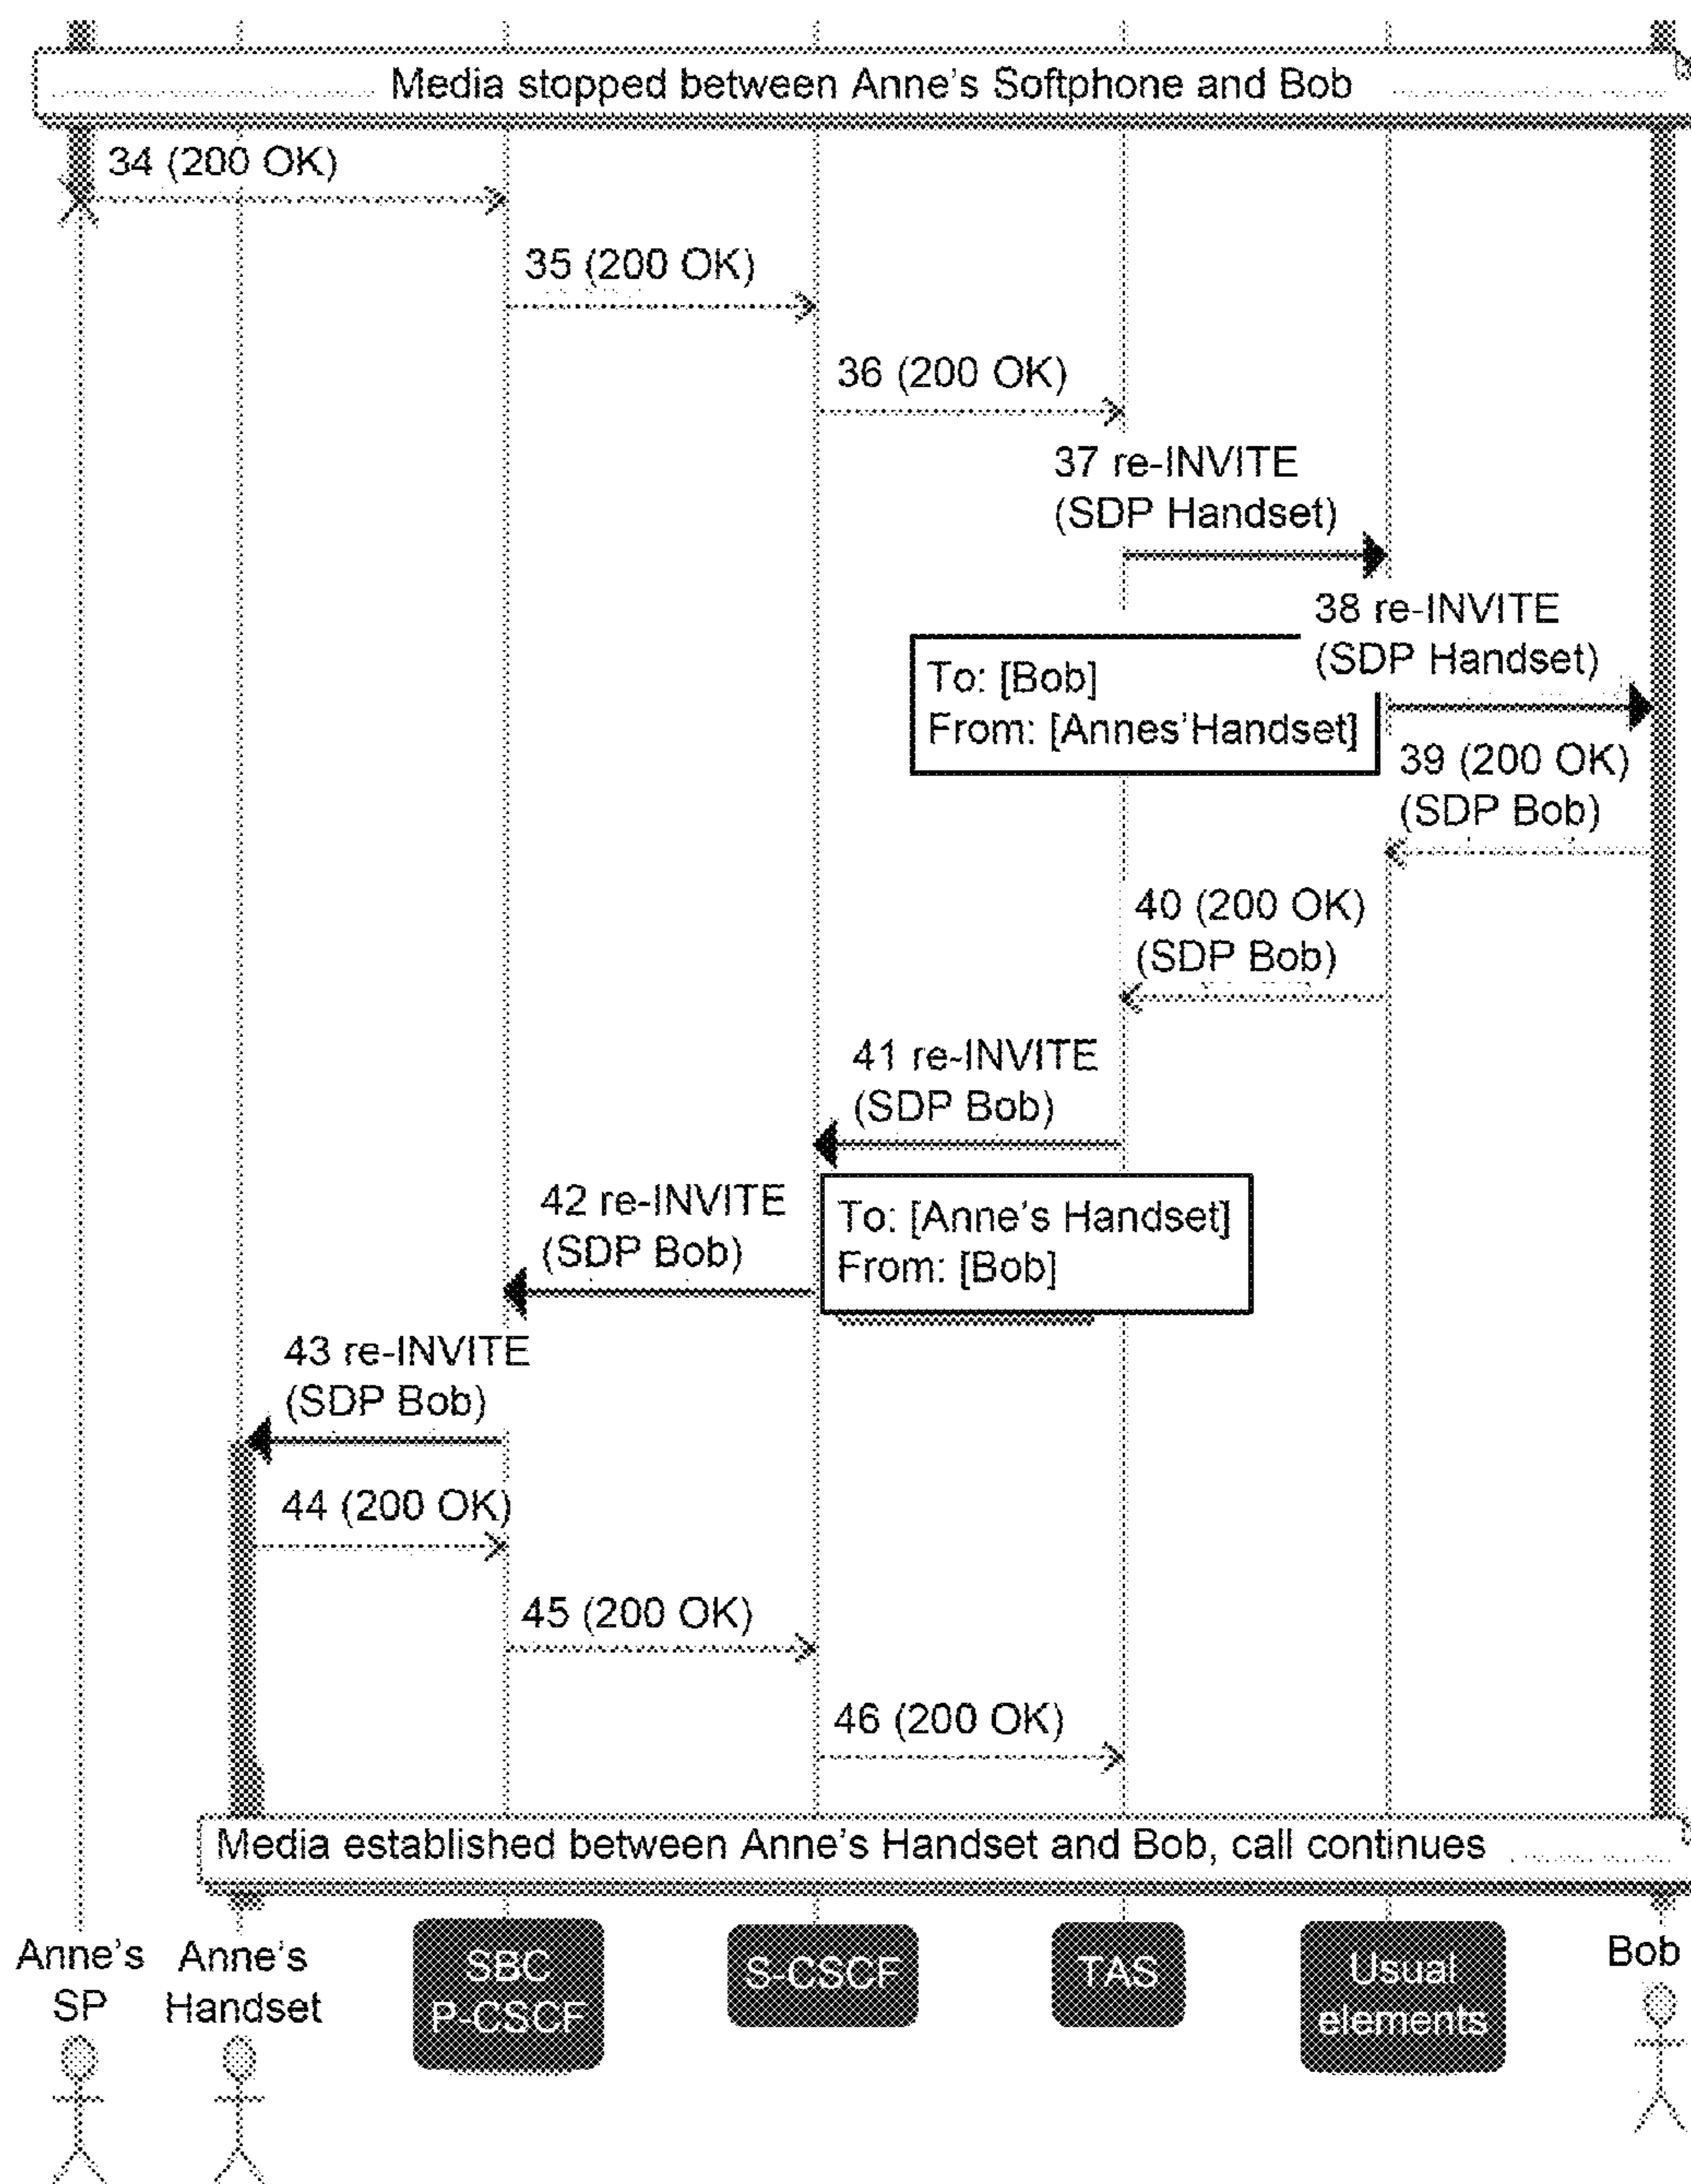 Media stopped between Anne's Softphone and Bob
34 (200 OK)
35 (200 OK)
36 (200 OK)
37 re-INVITE
(SDP Handset)
38 re-INVITE
(SDP Handset)
To: [Bob]
From: [Annes'Handset]
39 (200 OK)
(SDP Bob)
40 (200 OK)
(SDP Bob)
41 re-INVITE
(SDP Bob)
42 re-INVITE
(SDP Bob)
To: [Anne's Handset]
From: [Bob]
43 re-INVITE
(SDP Bob)
44 (200 OK)
45 (200 OK)
46 (200 OK)
Media established between Anne's Handset and Bob, call continues
Anne's
SP
Anne's
Handset
SBC
P-CSCF
S-CSCF
TAS
Usual
elements
Bob